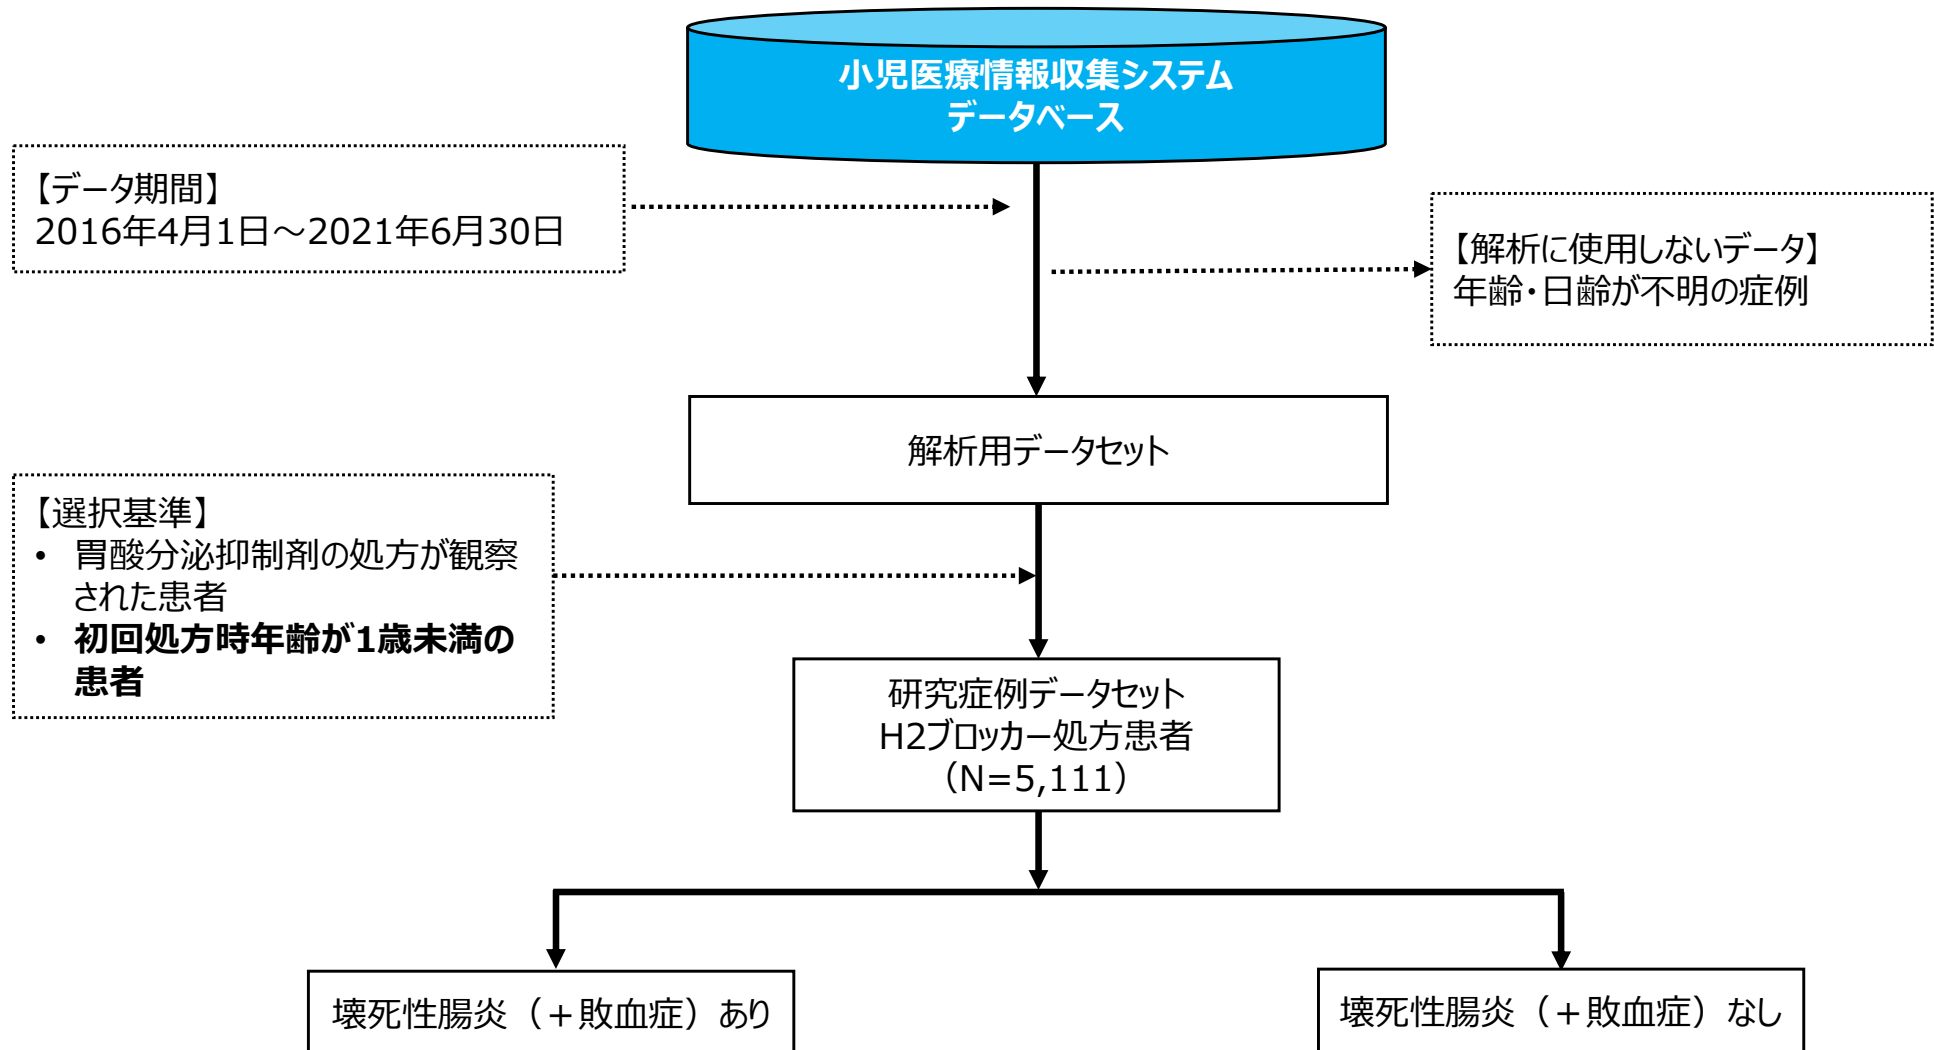 小児医療情報収集システム
データベース
【データ期間】
2016年4月1日～2021年6月30日
【解析に使用しないデータ】
年齢・日齢が不明の症例
解析用データセット
【選択基準】
• 胃酸分泌抑制剤の処方が観察
された患者
• 初回処方時年齢が1歳未満の
患者
研究症例データセット
H2ブロッカー処方患者
（N=5,111）
壊死性腸炎（＋敗血症）あり
壊死性腸炎（＋敗血症）なし